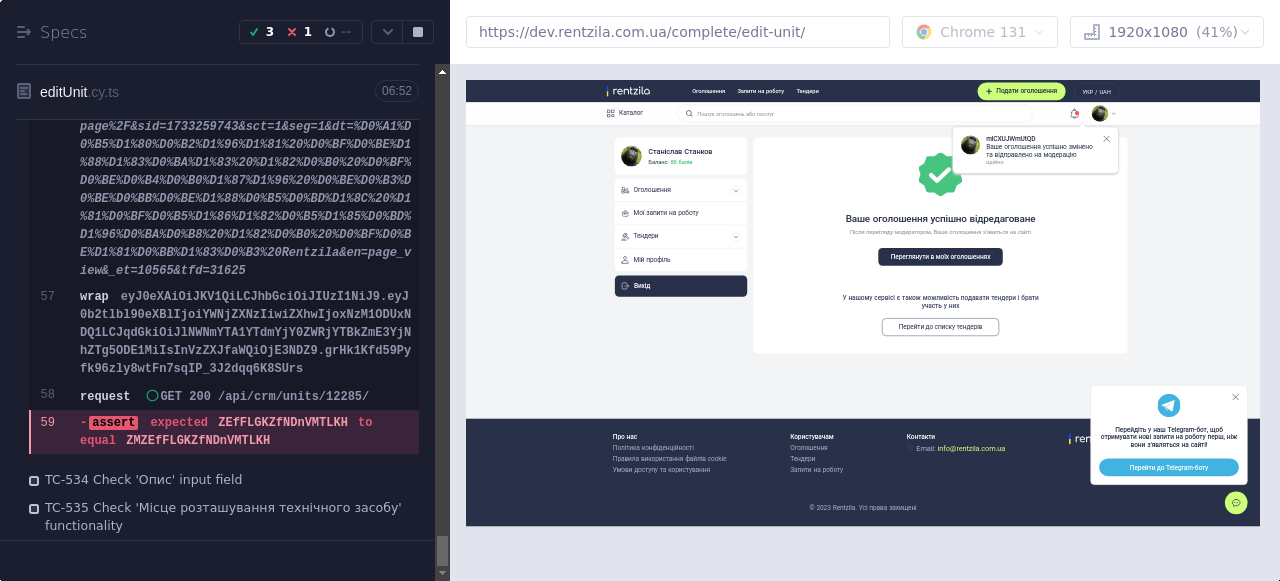 Specs
3
1
--
editUnit.cy.ts
06:52
page%2F&sid=1733259743&sct=1&seg=1&dt=%D0%A1%D
0%B5%D1%80%D0%B2%D1%96%D1%81%20%D0%BF%D0%BE%D1
%88%D1%83%D0%BA%D1%83%20%D1%82%D0%B0%20%D0%BF%
D0%BE%D0%B4%D0%B0%D1%87%D1%96%20%D0%BE%D0%B3%D
0%BE%D0%BB%D0%BE%D1%88%D0%B5%D0%BD%D1%8C%20%D1
%81%D0%BF%D0%B5%D1%86%D1%82%D0%B5%D1%85%D0%BD%
D1%96%D0%BA%D0%B8%20%D1%82%D0%B0%20%D0%BF%D0%B
E%D1%81%D0%BB%D1%83%D0%B3%20Rentzila&en=page_v
iew&_et=10565&tfd=31625
57 wrap eyJ0eXAiOiJKV1QiLCJhbGciOiJIUzI1NiJ9.eyJ
0b2tlbl90eXBlIjoiYWNjZXNzIiwiZXhwIjoxNzM1ODUxN
DQ1LCJqdGkiOiJlNWNmYTA1YTdmYjY0ZWRjYTBkZmE3YjN
hZTg5ODE1MiIsInVzZXJfaWQiOjE3NDZ9.grHk1Kfd59Py
fk96zly8wtFn7sqIP_3J2dqq6K8SUrs
58 request GET 200 /api/crm/units/12285/
59 -assert expected ZEfFLGKZfNDnVMTLKH to
equal ZMZEfFLGKZfNDnVMTLKH
TC-534 Check 'Опис' input field
TC-535 Check 'Місце розташування технічного засобу'
functionality
https://dev.rentzila.com.ua/complete/edit-unit/
Chrome 131
1920x1080 (41%)
rentzila
Оголошення
Запити на роботу
Тендери
+ Подати оголошення
УКР / UAH
Каталог
Пошук оголошень або послуг
mICXUJWmUtQD
Ваше оголошення успішно змінено
та відправлено на модерацію
щойно
Станіслав Станков
Баланс: 80 балів
Оголошення
Мої запити на роботу
Тендери
Мій профіль
Вихід
Ваше оголошення успішно відредаговане
Після перегляду модератором. Ваше оголошення з'явиться на сайті
Переглянути в моїх оголошеннях
У нашому сервісі є також можливість подавати тендери і брати
участь у них
Перейти до списку тендерів
Перейдіть у наш Telegram-бот, щоб
отримувати нові запити на роботу перш, ніж
вони з'являться на сайті!
Перейти до Telegram-боту
Про нас
Політика конфіденційності
Правила використання файлів cookie
Умови доступу та користування
Користувачам
Оголошення
Тендери
Запити на роботу
Контакти
Email: info@rentzila.com.ua
ren
© 2023 Rentzila. Усі права захищені